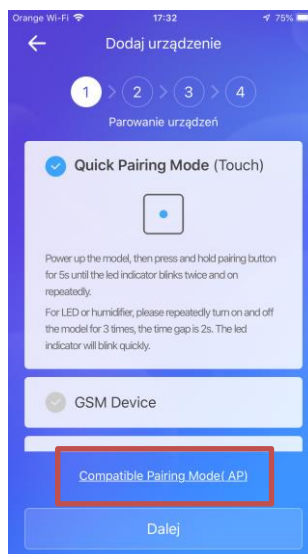 Orange Wi-Fi 17:32 75%
Dodaj urządzenie
1 > 2 > 3 > 4
Parowanie urządzeń
Quick Pairing Mode (Touch)
Power up the model, then press and hold pairing button
for 5s until the led indicator blinks twice and on
repeatedly.
For LED or humidifier, please repeatedly turn on and off
the model for 3 times, the time gap is 2s. The led
indicator will blink quickly.
GSM Device
Compatible Pairing Mode( AP)
Dalej